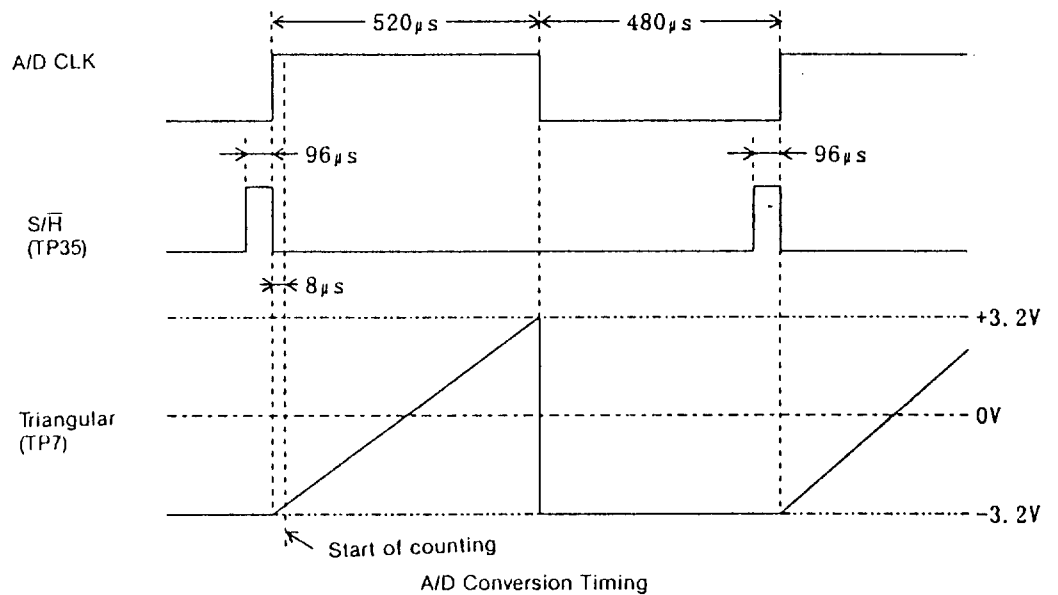 520μs
480μs
A/D CLK
96μs
96μs
S/H̅
(TP35)
8μs
+3.2V
Triangular
(TP7)
0V
-3.2V
Start of counting
A/D Conversion Timing